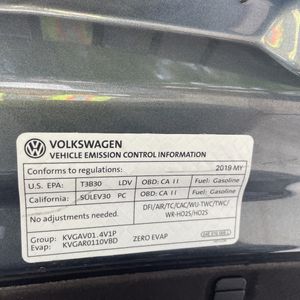 VOLKSWAGEN
VEHICLE EMISSION CONTROL INFORMATION
Conforms to regulations: 2019 MY
U.S. EPA: T3B30 LDV OBD: CA II Fuel: Gasoline
California: SULEV30 PC OBD: CA II Fuel: Gasoline
No adjustments needed. DFI/AIR/TC/CAC/WU-TWC/TWC/
WR-HO2S/HO2S
Group: KVGAV01.4V1P
Evap: KVGAR0110VBD ZERO EVAP